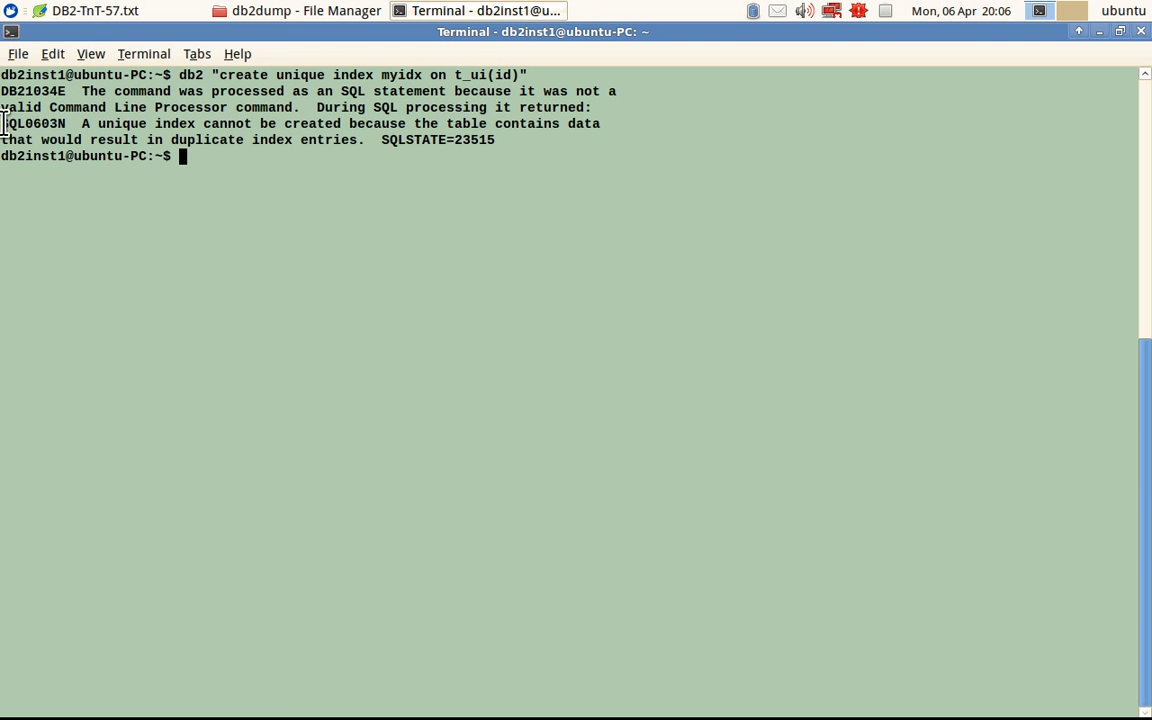 DB2-TnT-57.txt db2dump - File Manager Terminal - db2inst1@u... Mon, 06 Apr 20:06 ubuntu
Terminal - db2inst1@ubuntu-PC: ~
File Edit View Terminal Tabs Help
db2inst1@ubuntu-PC:~$ db2 "create unique index myidx on t_ui(id)"
DB21034E  The command was processed as an SQL statement because it was not a
valid Command Line Processor command.  During SQL processing it returned:
SQL0603N  A unique index cannot be created because the table contains data
that would result in duplicate index entries.  SQLSTATE=23515
db2inst1@ubuntu-PC:~$